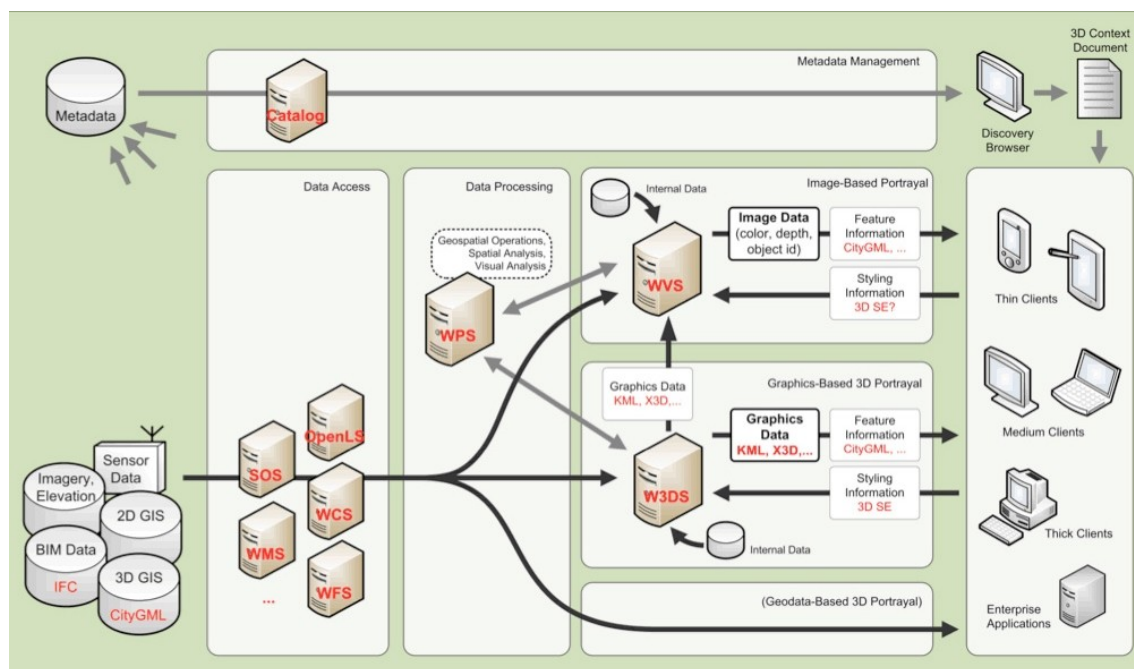 Metadata Management
3D Context
Document
Metadata
Catalog
Discovery
Browser
Data Access
Data Processing
Image-Based Portrayal
Internal Data
Geospatial Operations,
Spatial Analysis,
Visual Analysis
WPS
WVS
Image Data
(color, depth,
object id)
Feature
Information
CityGML, ...
Styling
Information
3D SE?
Thin Clients
Graphics Data
KML, X3D,...
Graphics-Based 3D Portrayal
Graphics
Data
KML, X3D,...
Feature
Information
CityGML, ...
Styling
Information
3D SE
W3DS
Internal Data
Medium Clients
Thick Clients
Sensor
Data
Imagery,
Elevation
2D GIS
BIM Data
IFC
3D GIS
CityGML
OpenLS
SOS
WCS
WMS
WFS
...
(Geodata-Based 3D Portrayal)
Enterprise
Applications